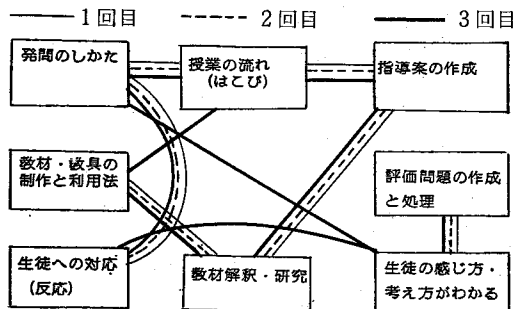 1回目 2回目 3回目
発問のしかた
授業の流れ
(はこび)
指導案の作成
教材・教具の
制作と利用法
評価問題の作成
と処理
生徒への対応
(反応)
教材解釈・研究
生徒の感じ方・
考え方がわかる